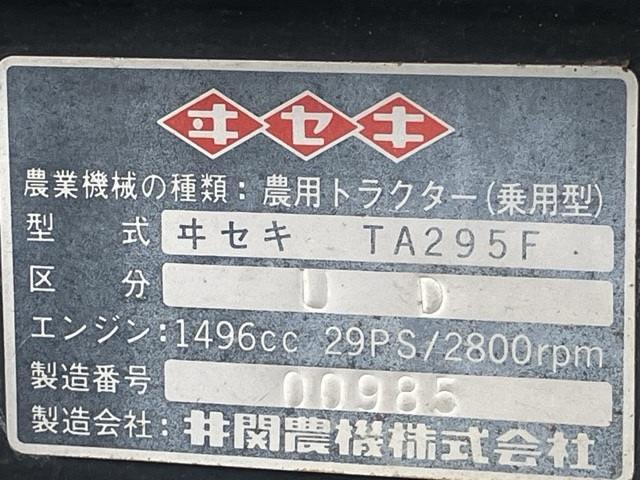 ヰセキ
農業機械の種類：農用トラクター（乗用型）
型式 ヰセキ TA295F
区分 U D
エンジン：1496cc 29PS/2800rpm
製造番号 00985
製造会社：井関農機株式会社